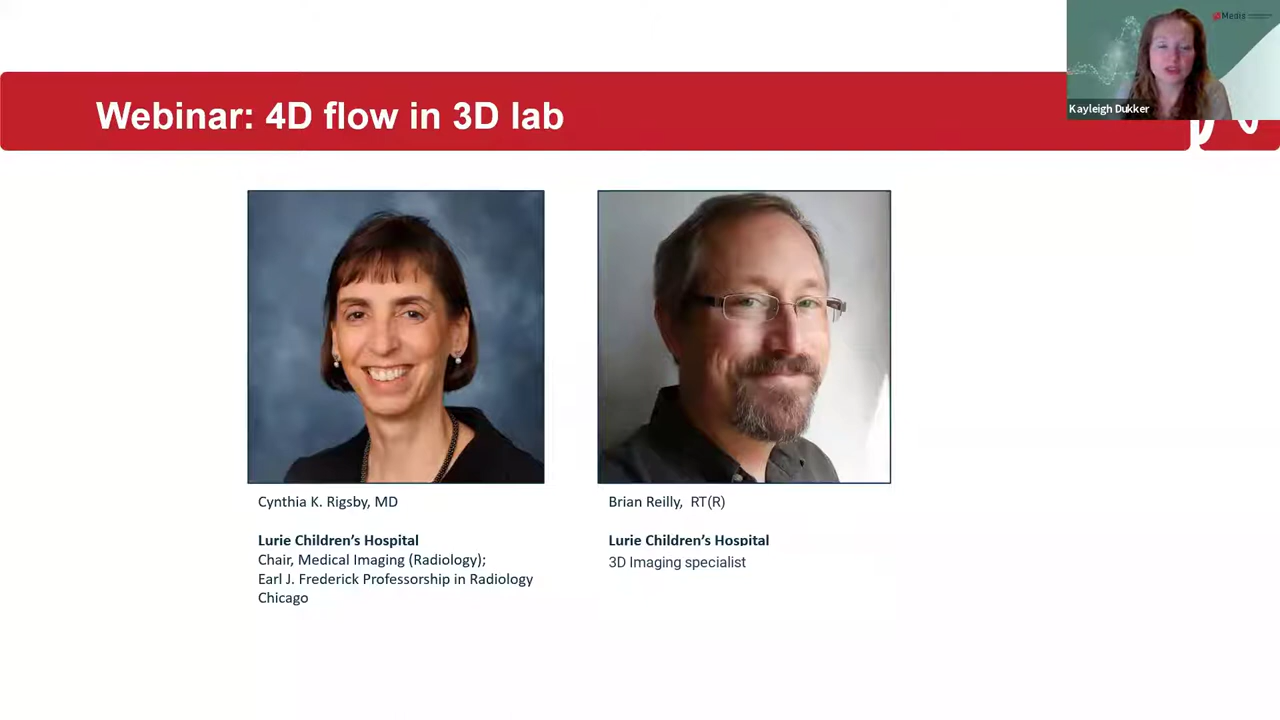 Medis
Kayleigh Dukker
Webinar: 4D flow in 3D lab
Cynthia K. Rigsby, MD
Lurie Children's Hospital
Chair, Medical Imaging (Radiology);
Earl J. Frederick Professorship in Radiology
Chicago
Brian Reilly, RT(R)
Lurie Children's Hospital
3D Imaging specialist